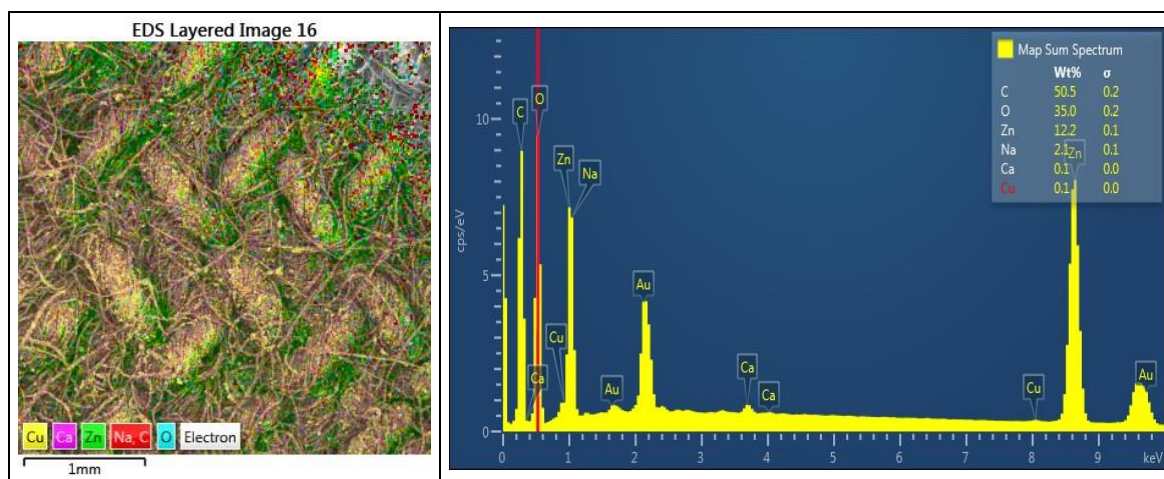 EDS Layered Image 16
Cu Ca Zn Na, C O Electron
1mm
Map Sum Spectrum
Wt% σ
C 50.5 0.2
O 35.0 0.2
Zn 12.2 0.1
Na 2.1 0.1
Ca 0.1 0.0
Cu 0.1 0.0
10
5
0
cps/eV
C
O
Zn
Na
Cu
Ca
Au
Au
Ca
Ca
Cu
Zn
Au
0 1 2 3 4 5 6 7 8 9 keV